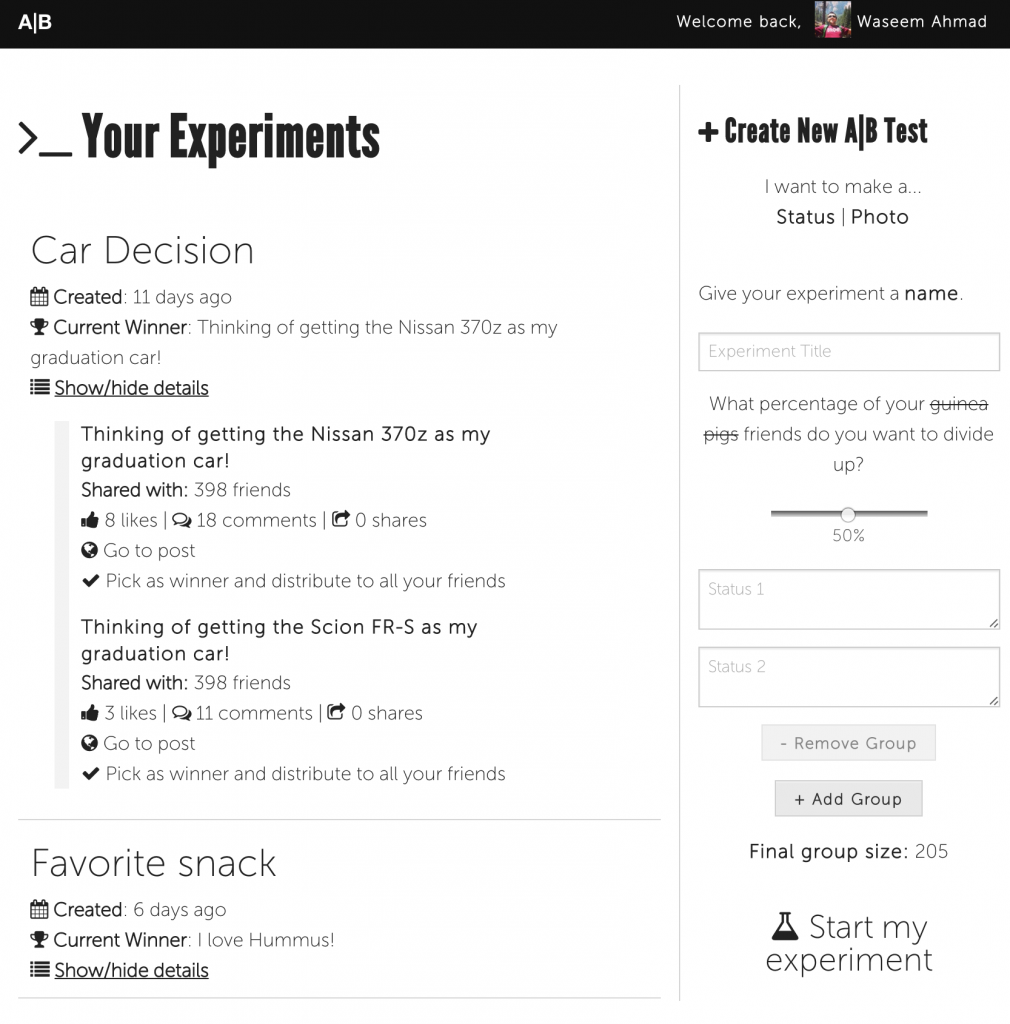 A|B
Welcome back, Waseem Ahmad
>_ Your Experiments
Car Decision
Created: 11 days ago
Current Winner: Thinking of getting the Nissan 370z as my
graduation car!
Show/hide details
Thinking of getting the Nissan 370z as my
graduation car!
Shared with: 398 friends
8 likes | 18 comments | 0 shares
Go to post
Pick as winner and distribute to all your friends
Thinking of getting the Scion FR-S as my
graduation car!
Shared with: 398 friends
3 likes | 11 comments | 0 shares
Go to post
Pick as winner and distribute to all your friends
Favorite snack
Created: 6 days ago
Current Winner: I love Hummus!
Show/hide details
+ Create New A|B Test
I want to make a...
Status | Photo
Give your experiment a name.
Experiment Title
What percentage of your guinea
pigs friends do you want to divide
up?
50%
Status 1
Status 2
- Remove Group
+ Add Group
Final group size: 205
Start my
experiment